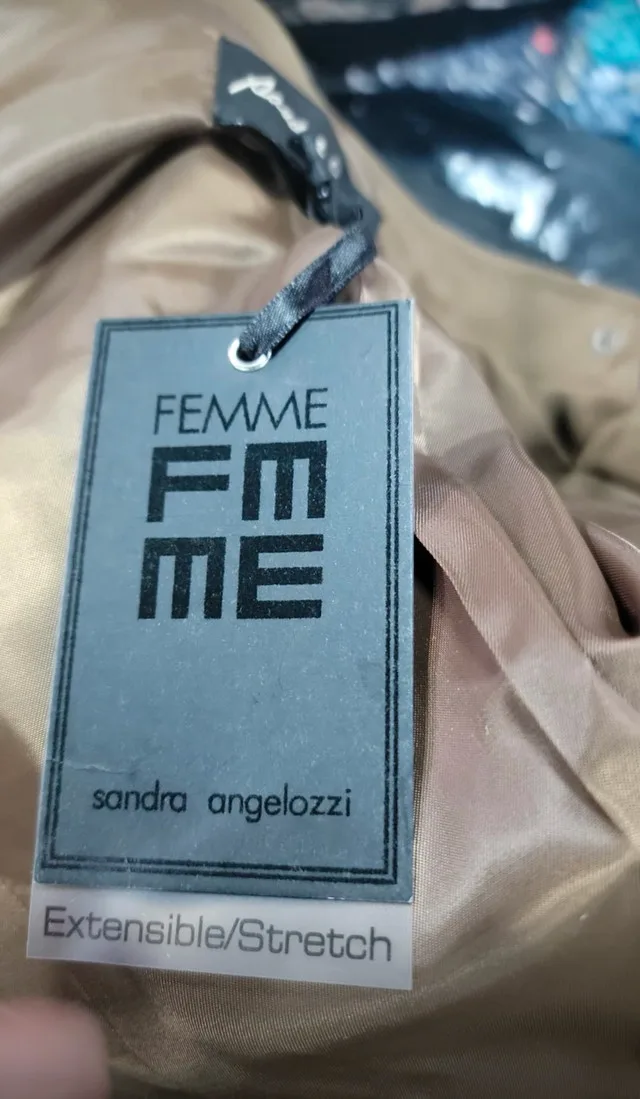 FEMME
FM
ME
sandra angelozzi
Extensible/Stretch